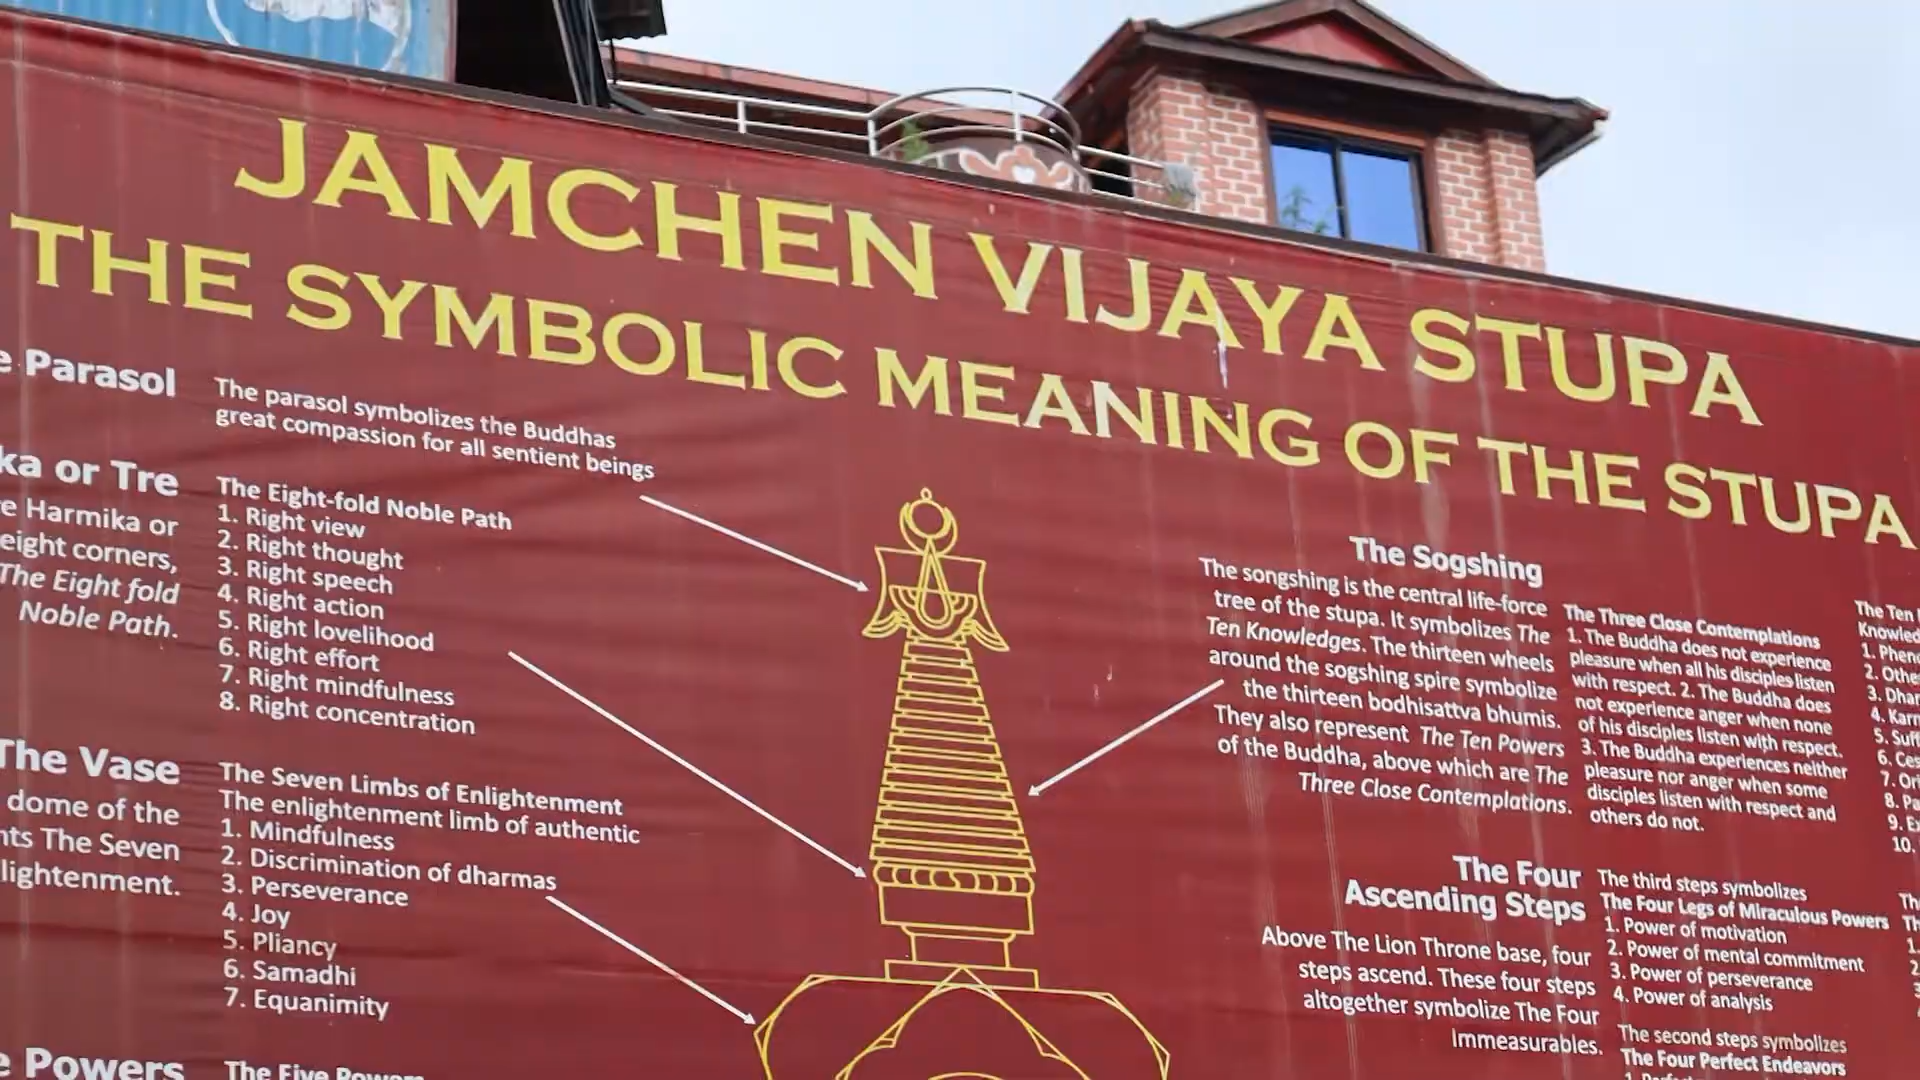 JAMCHEN VIJAYA STUPA
THE SYMBOLIC MEANING OF THE STUPA
Parasol
The parasol symbolizes the Buddhas
great compassion for all sentient beings
or Tre
Harmika or
eight corners,
The Eight fold
Noble Path.
The Eight-fold Noble Path
1. Right view
2. Right thought
3. Right speech
4. Right action
5. Right lovelihood
6. Right effort
7. Right mindfulness
8. Right concentration
The Vase
dome of the
The Seven
The Seven Limbs of Enlightenment
The enlightenment limb of authentic
1. Mindfulness
2. Discrimination of dharmas
3. Perseverance
4. Joy
5. Pliancy
6. Samadhi
7. Equanimity
Powers
The Five Powers
The Sogshing
The songshing is the central life-force
tree of the stupa. It symbolizes The
Ten Knowledges. The thirteen wheels
around the sogshing spire symbolize
the thirteen bodhisattva bhumis.
They also represent The Ten Powers
of the Buddha, above which are The
Three Close Contemplations.
The Three Close Contemplations
1. The Buddha does not experience
pleasure when all his disciples listen
with respect. 2. The Buddha does
not experience anger when none
of his disciples listen with respect.
3. The Buddha experiences neither
pleasure nor anger when some
disciples listen with respect and
others do not.
The Ten
1.
2.
3.
4.
5.
6.
7.
8.
9.
10.
The Four
Ascending Steps
Above The Lion Throne base, four
steps ascend. These four steps
altogether symbolize The Four
Immeasurables.
The third steps symbolizes
The Four Legs of Miraculous Powers
1. Power of motivation
2. Power of mental commitment
3. Power of perseverance
4. Power of analysis
The second steps symbolizes
The Four Perfect Endeavors